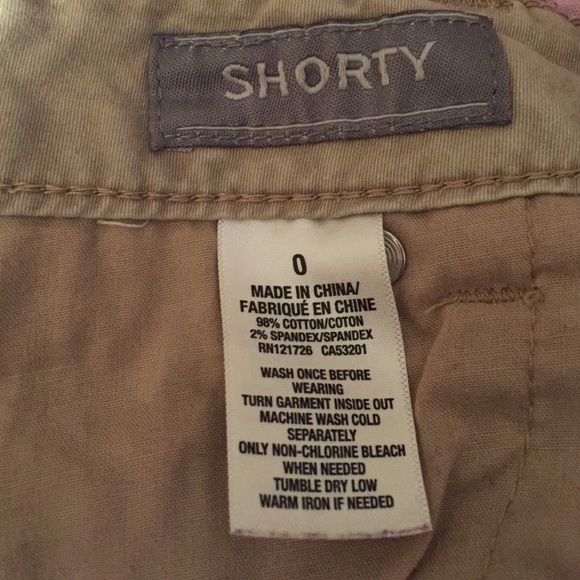 SHORTY
0
MADE IN CHINA/
FABRIQUÉ EN CHINE
98% COTTON/COTON
2% SPANDEX/SPANDEX
RN121726 CA53201
WASH ONCE BEFORE
WEARING
TURN GARMENT INSIDE OUT
MACHINE WASH COLD
SEPARATELY
ONLY NON-CHLORINE BLEACH
WHEN NEEDED
TUMBLE DRY LOW
WARM IRON IF NEEDED